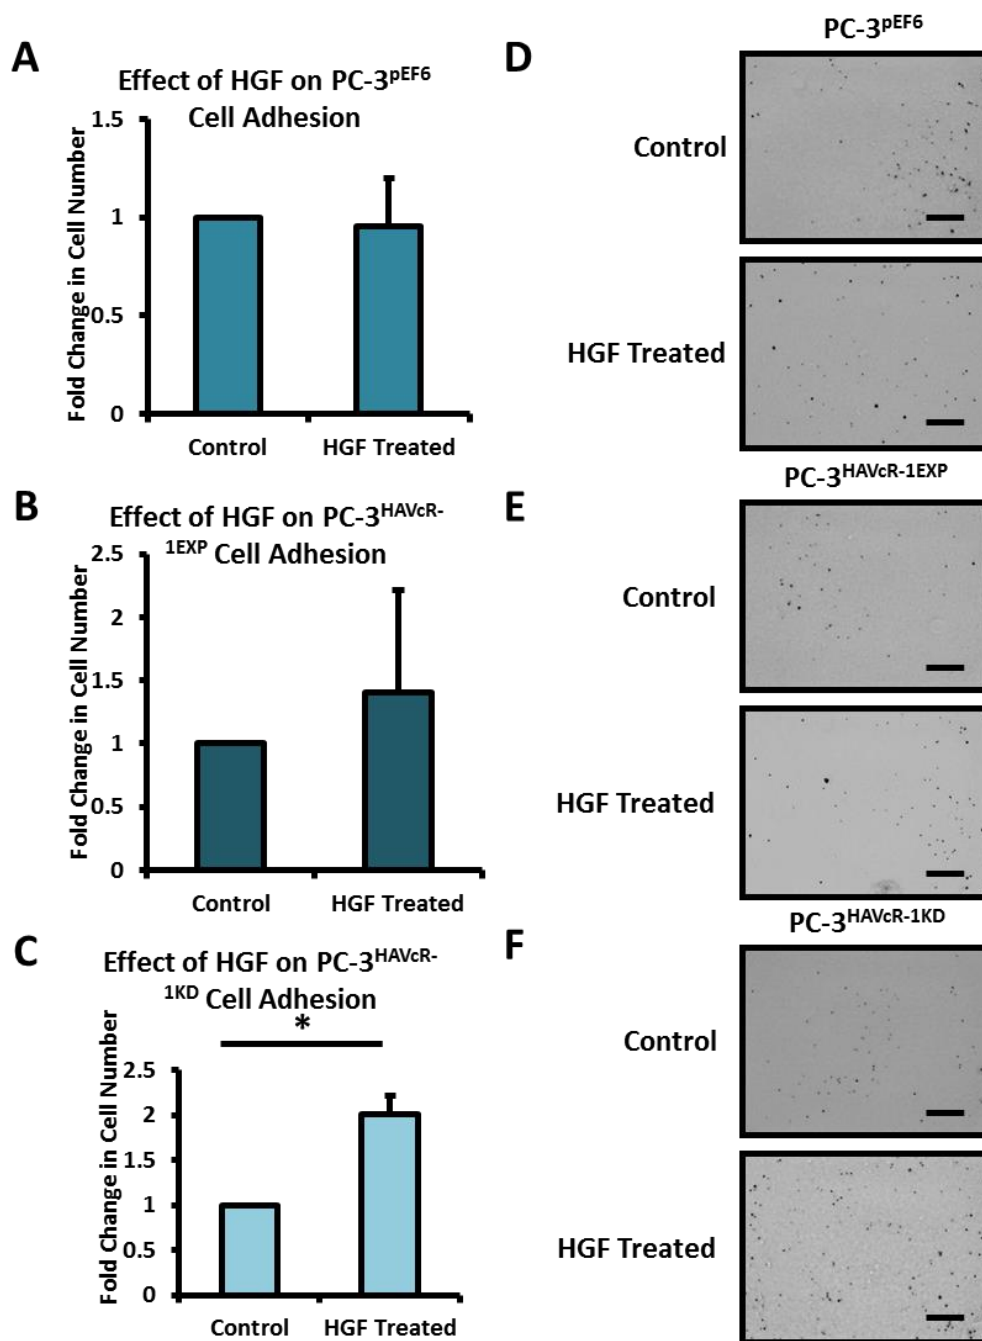 A
Effect of HGF on PC-3pEF6
Cell Adhesion
Fold Change in Cell Number
1.5
1
0.5
0
Control
HGF Treated
D
PC-3pEF6
Control
HGF Treated
B
Effect of HGF on PC-3HAVcR-
1EXP Cell Adhesion
Fold Change in Cell Number
2.5
2
1.5
1
0.5
0
Control
HGF Treated
E
PC-3HAVcR-1EXP
Control
HGF Treated
C
Effect of HGF on PC-3HAVcR-
1KD Cell Adhesion
*
Fold Change in Cell Number
2.5
2
1
0.5
0
Control
HGF Treated
F
PC-3HAVcR-1KD
Control
HGF Treated